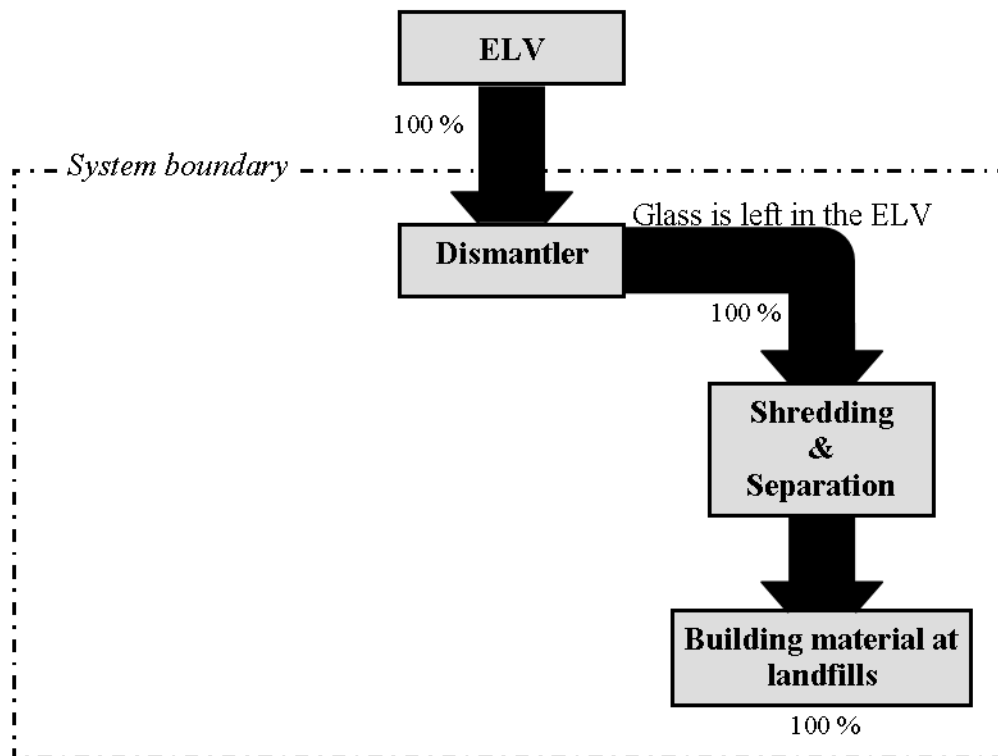 ELV
100 %
System boundary
Glass is left in the ELV
Dismantler
100 %
Shredding
&
Separation
Building material at
landfills
100 %